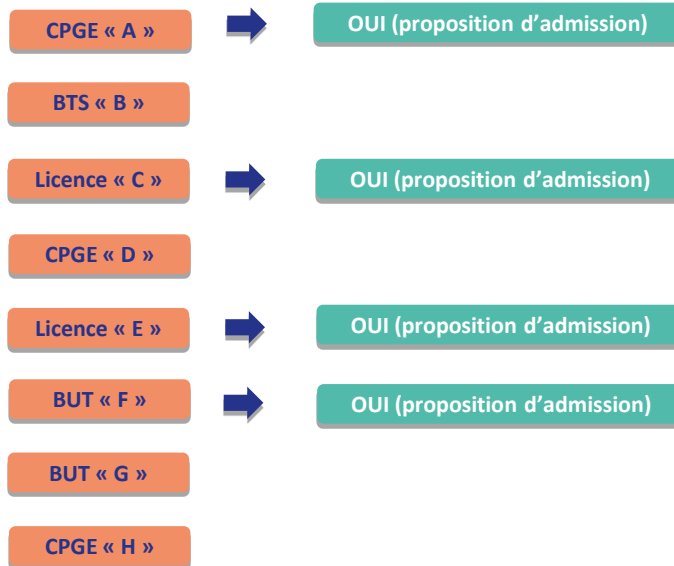 CPGE « A »
OUI (proposition d’admission)
BTS « B »
Licence « C »
OUI (proposition d’admission)
CPGE « D »
Licence « E »
OUI (proposition d’admission)
BUT « F »
OUI (proposition d’admission)
BUT « G »
CPGE « H »